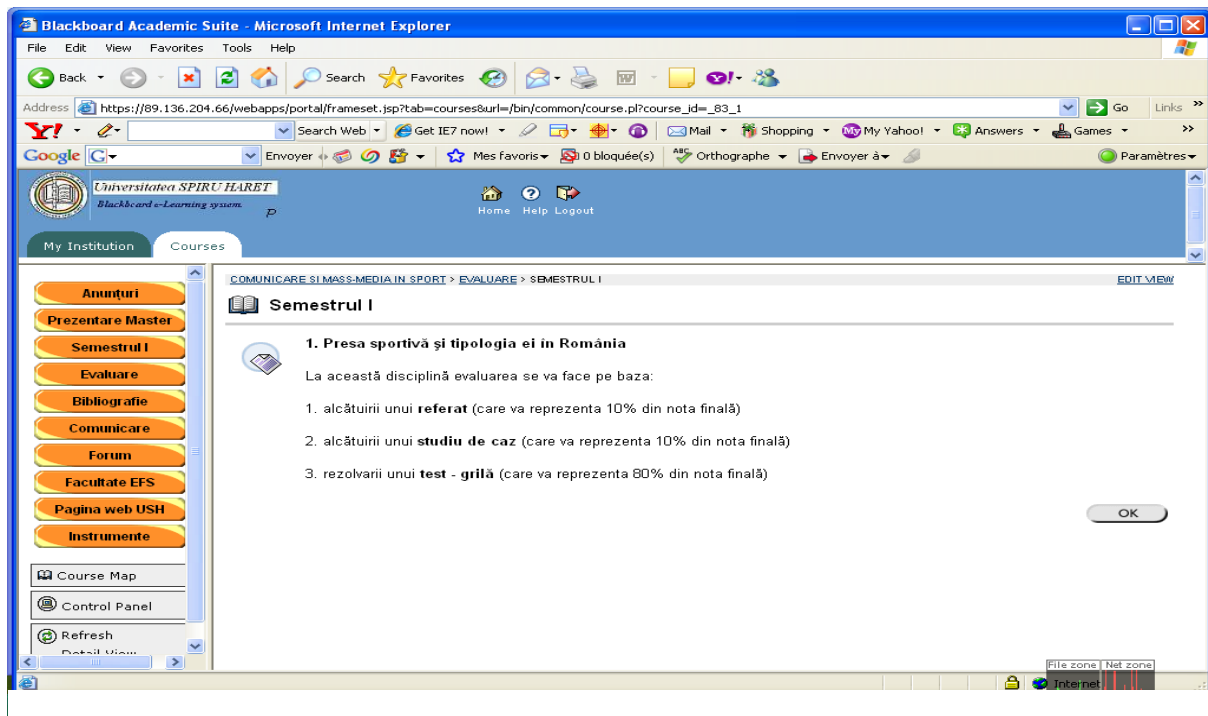 Blackboard Academic Suite - Microsoft Internet Explorer
File Edit View Favorites Tools Help
Back Search Favorites
Address https://89.136.204.66/webapps/portal/frameset.jsp?tab=courses&url=/bin/common/course.pl?course_id=_83_1 Go Links »
Y! Search Web Get IE7 now! Mail Shopping My Yahoo! Answers Games »
Google G Envoyer Mes favoris 0 bloquée(s) Orthographe Envoyer à Paramètres
Universitatea SPIRU HARET
Blackboard e-Learning system
p
Home Help Logout
My Institution Courses
COMUNICARE SI MASS-MEDIA IN SPORT > EVALUARE > SEMESTRUL I EDIT VIEW
Semestrul I
Anunțuri
Prezentare Master
Semestrul I
Evaluare
Bibliografie
Comunicare
Forum
Facultate EFS
Pagina web USH
Instrumente
Course Map
Control Panel
Refresh
Detail View
1. Presa sportivă şi tipologia ei în România
La această disciplină evaluarea se va face pe baza:
1. alcătuirii unui referat (care va reprezenta 10% din nota finală)
2. alcătuirii unui studiu de caz (care va reprezenta 10% din nota finală)
3. rezolvarii unui test - grilă (care va reprezenta 80% din nota finală)
OK
File zone Net zone
Internet